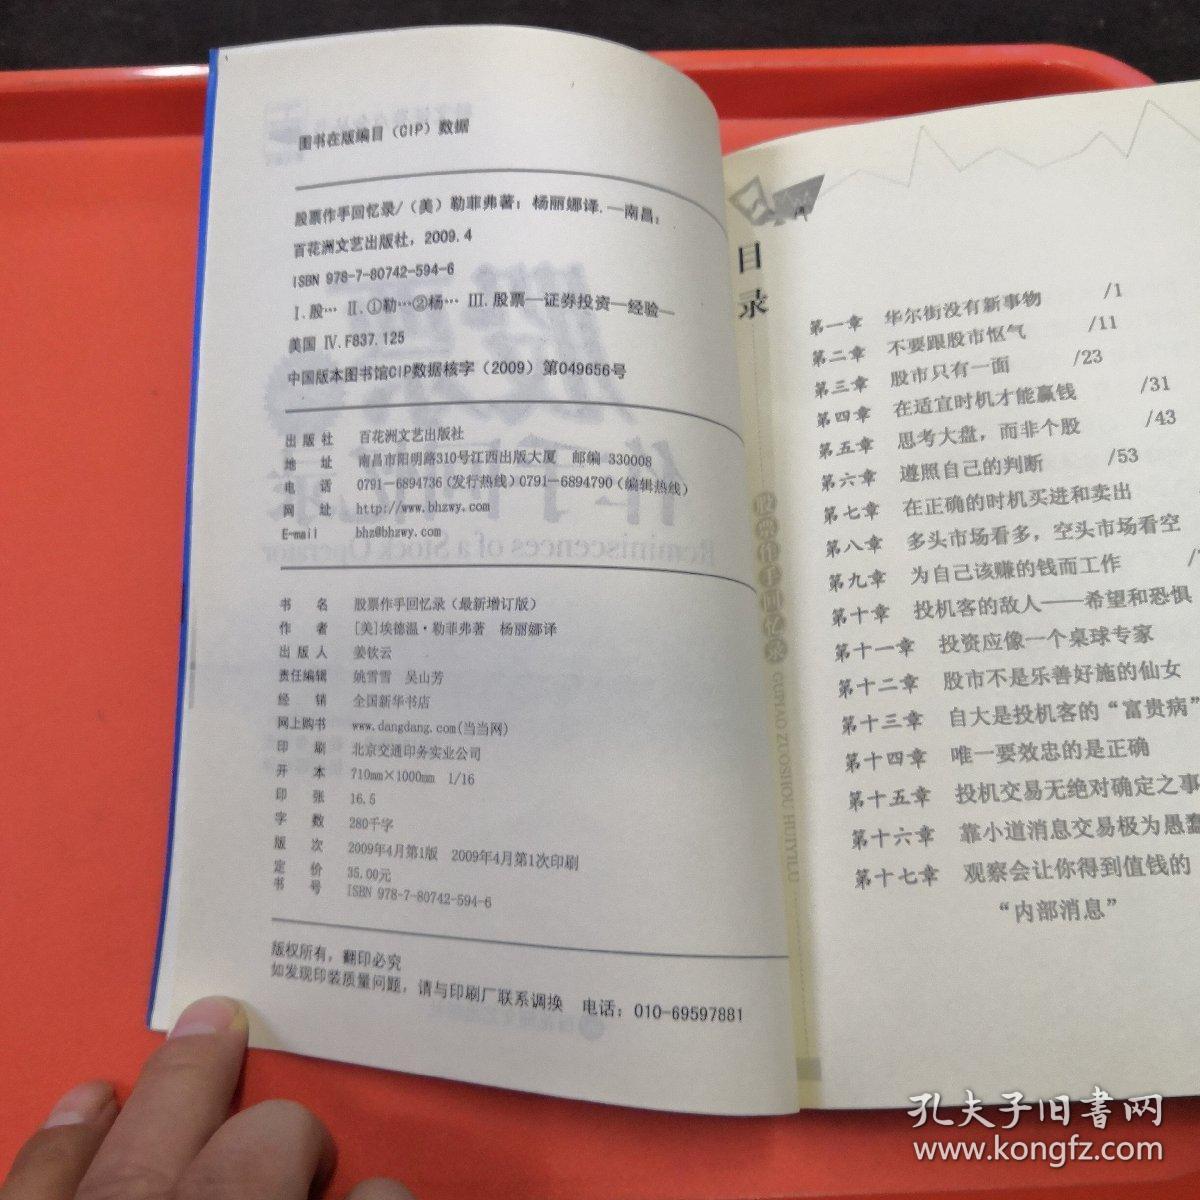 图书在版编目（CIP）数据
股票作手回忆录/（美）勒菲弗著；杨丽娜译.—南昌：
百花洲文艺出版社，2009.4
ISBN 978-7-80742-594-6
Ⅰ.股… Ⅱ.①勒…②杨… Ⅲ.股票—证券投资—经验—
美国 Ⅳ.F837.125
中国版本图书馆CIP数据核字（2009）第049656号
出版社 百花洲文艺出版社
地 址 南昌市阳明路310号江西出版大厦 邮编 330008
电 话 0791-6894736(发行热线)0791-6894790(编辑热线)
网 址 http://www.bhzwy.com
E-mail bhz@bhzwy.com
书 名 股票作手回忆录（最新增订版）
作 者 [美]埃德温·勒菲弗著 杨丽娜译
出 版 人 姜钦云
责任编辑 姚雪雪 吴山芳
经 销 全国新华书店
网上购书 www.dangdang.com(当当网)
印 刷 北京交通印务实业公司
开 本 710mm×1000mm 1/16
印 张 16.5
字 数 280千字
版 次 2009年4月第1版 2009年4月第1次印刷
定 价 35.00元
书 号 ISBN 978-7-80742-594-6
版权所有，翻印必究
如发现印装质量问题，请与印刷厂联系调换 电话：010-69597881
目录
股票作手回忆录 GUPIAO ZUOSHOU HUIYILU
第一章 华尔街没有新事物 /1
第二章 不要跟股市怄气 /11
第三章 股市只有一面 /23
第四章 在适宜时机才能赢钱 /31
第五章 思考大盘，而非个股 /43
第六章 遵照自己的判断 /53
第七章 在正确的时机买进和卖出
第八章 多头市场看多，空头市场看空
第九章 为自己该赚的钱而工作
第十章 投机客的敌人——希望和恐惧
第十一章 投资应像一个桌球专家
第十二章 股市不是乐善好施的仙女
第十三章 自大是投机客的“富贵病”
第十四章 唯一要效忠的是正确
第十五章 投机交易无绝对确定之事
第十六章 靠小道消息交易极为愚蠢
第十七章 观察会让你得到值钱的
“内部消息”
孔夫子旧书网
www.kongfz.com